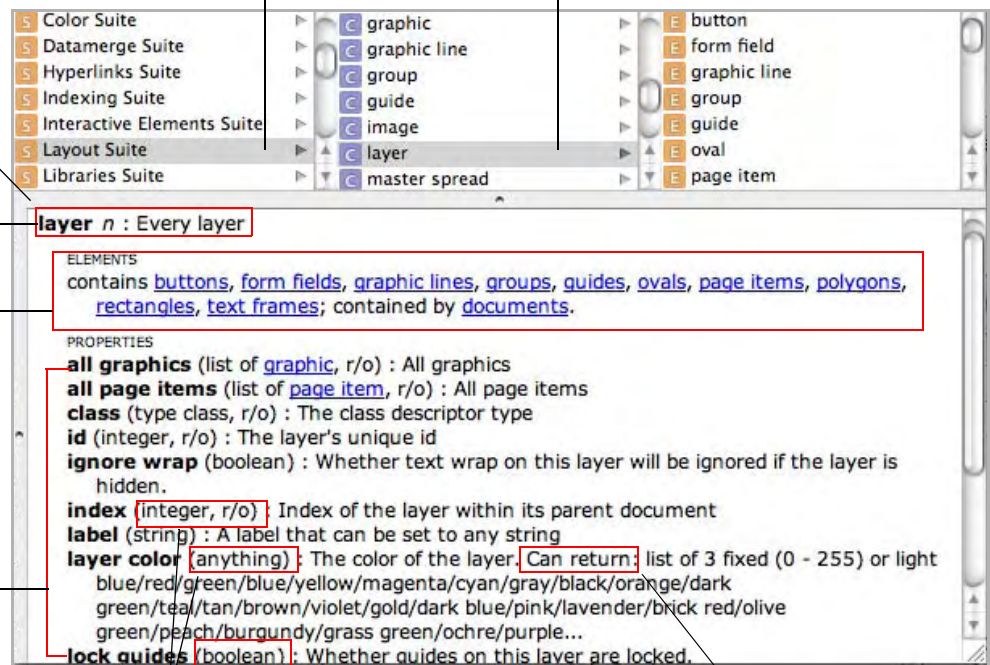 S Color Suite
S Datamerge Suite
S Hyperlinks Suite
S Indexing Suite
S Interactive Elements Suite
S Layout Suite
S Libraries Suite
C graphic
C graphic line
C group
C guide
C image
C layer
C master spread
E button
E form field
E graphic line
E group
E guide
E oval
E page item
layer n : Every layer
ELEMENTS
contains buttons, form fields, graphic lines, groups, guides, ovals, page items, polygons,
rectangles, text frames; contained by documents.
PROPERTIES
all graphics (list of graphic, r/o) : All graphics
all page items (list of page item, r/o) : All page items
class (type class, r/o) : The class descriptor type
id (integer, r/o) : The layer's unique id
ignore wrap (boolean) : Whether text wrap on this layer will be ignored if the layer is
hidden.
index (integer, r/o) : Index of the layer within its parent document
label (string) : A label that can be set to any string
layer color (anything) : The color of the layer. Can return: list of 3 fixed (0 - 255) or light
blue/red/green/blue/yellow/magenta/cyan/gray/black/orange/dark
green/teal/tan/brown/violet/gold/dark blue/pink/lavender/brick red/olive
green/peach/burgundy/grass green/ochre/purple...
lock guides (boolean) : Whether guides on this layer are locked.